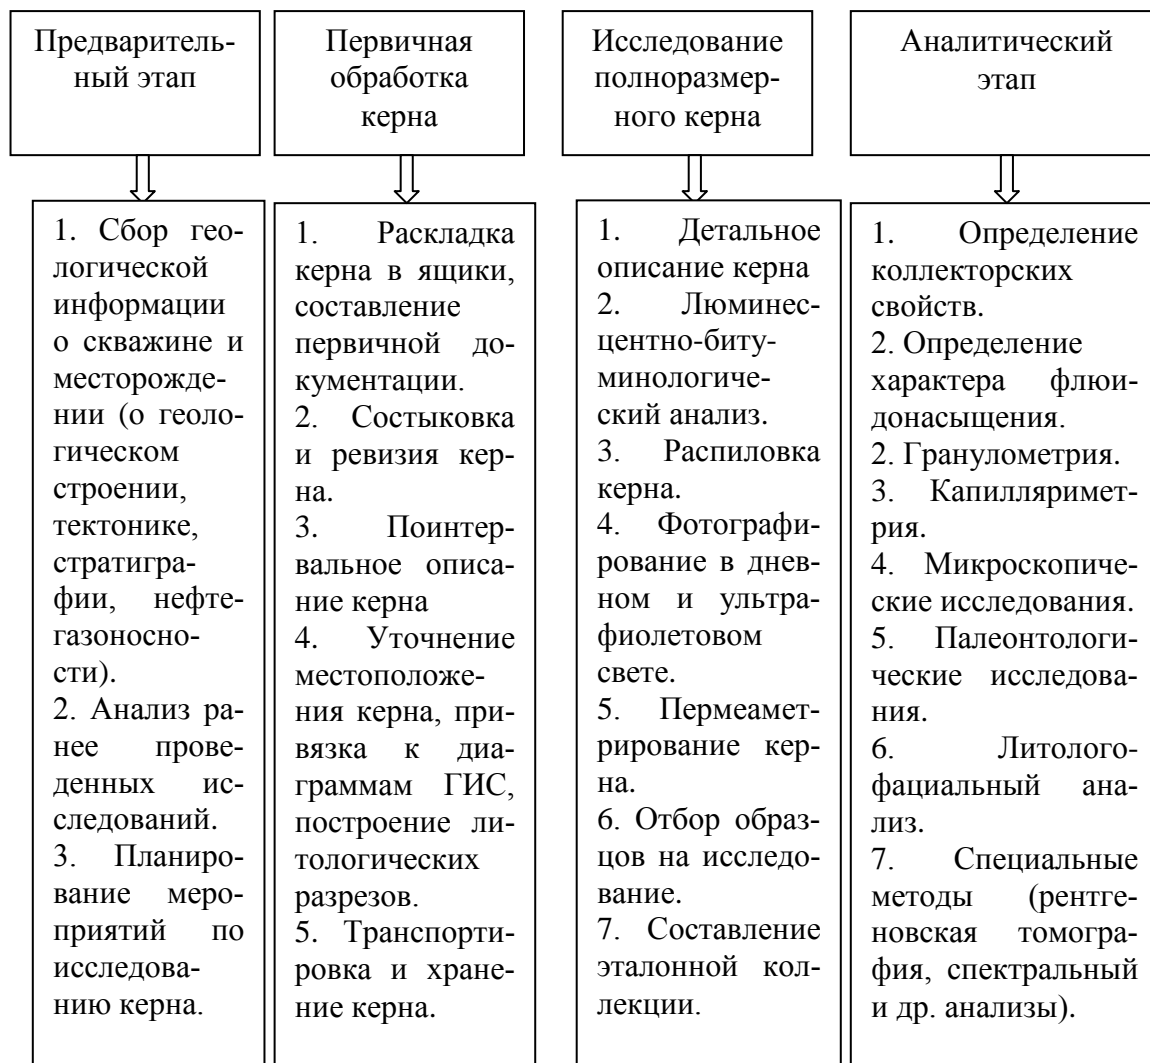 Предваритель-
ный этап
Первичная
обработка
керна
Исследование
полноразмер-
ного керна
Аналитический
этап
1. Сбор гео-
логической
информации
о скважине и
месторожде-
нии (о геоло-
гическом
строении,
тектонике,
стратигра-
фии, нефте-
газоносно-
сти).
2. Анализ ра-
нее прове-
денных ис-
следований.
3. Планиро-
вание меро-
приятий по
исследова-
нию керна.
1. Раскладка
керна в ящики,
составление
первичной до-
кументации.
2. Состыковка
и ревизия кер-
на.
3. Поинтер-
вальное описа-
ние керна
4. Уточнение
местоположе-
ния керна, при-
вязка к диа-
граммам ГИС,
построение ли-
тологических
разрезов.
5. Транспорти-
ровка и хране-
ние керна.
1. Детальное
описание керна
2. Люминес-
центно-биту-
минологиче-
ский анализ.
3. Распиловка
керна.
4. Фотографи-
рование в днев-
ном и ультра-
фиолетовом
свете.
5. Пермеамет-
рирование кер-
на.
6. Отбор образ-
цов на исследо-
вание.
7. Составление
эталонной кол-
лекции.
1. Определение
коллекторских
свойств.
2. Определение
характера флюи-
донасыщения.
2. Гранулометрия.
3. Капилляримет-
рия.
4. Микроскопиче-
ские исследования.
5. Палеонтологи-
ческие исследова-
ния.
6. Литолого-
фациальный ана-
лиз.
7. Специальные
методы (рентге-
новская томогра-
фия, спектральный
и др. анализы).